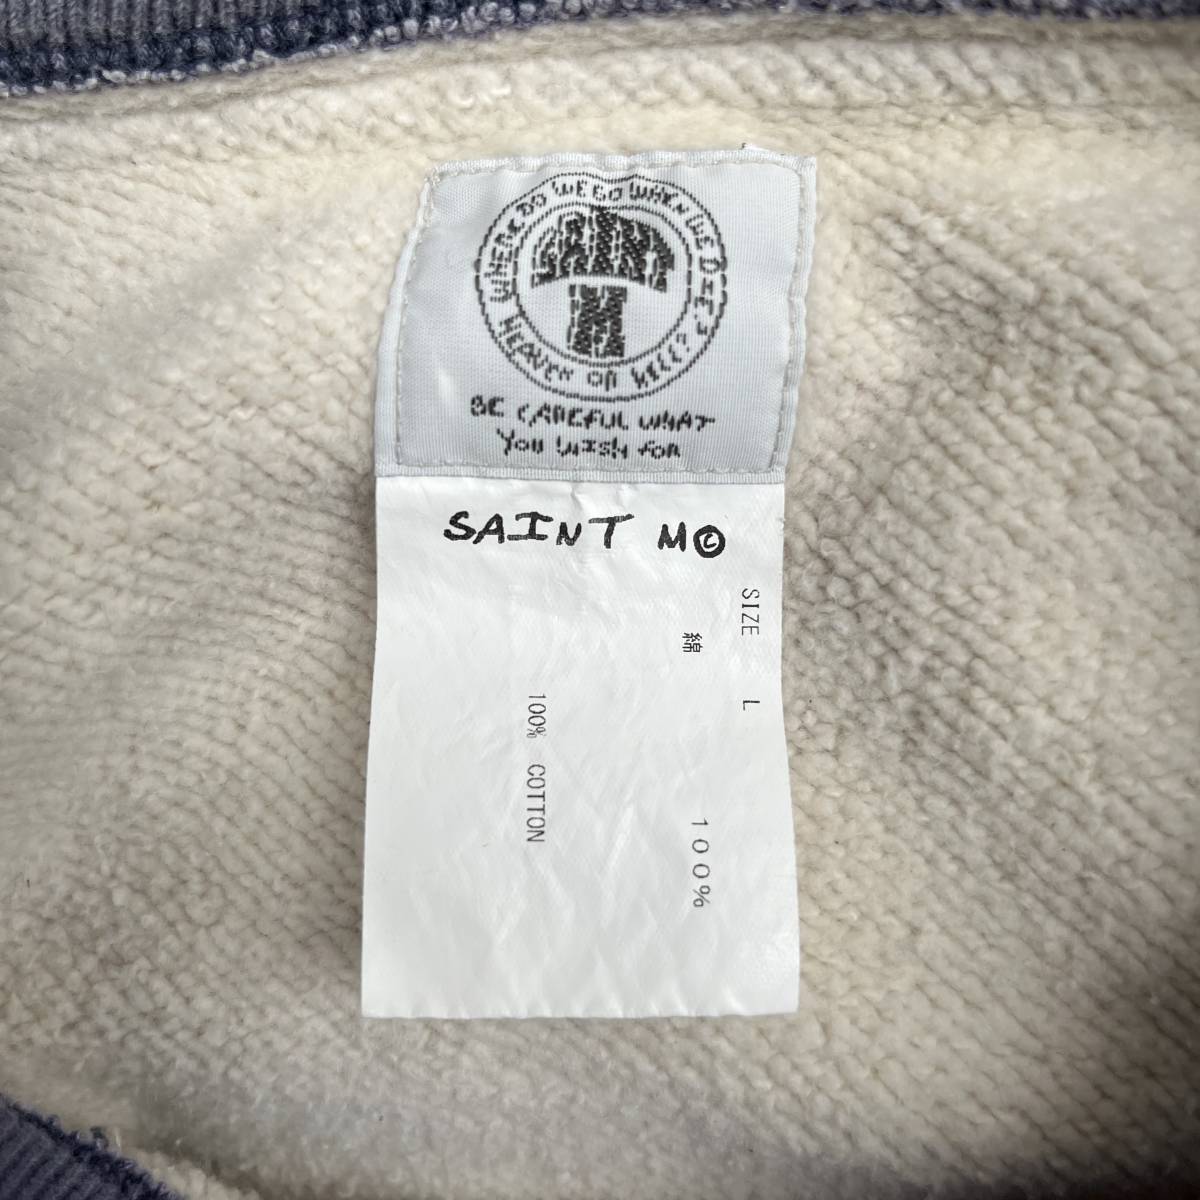 WHERE DO WE GO WHEN WE DIE?
HEAVEN OR HELL?
SAINT
M
BE CAREFUL WHAT
YOU WISH FOR
SAINT M©
SIZE L
綿 100%
100% COTTON